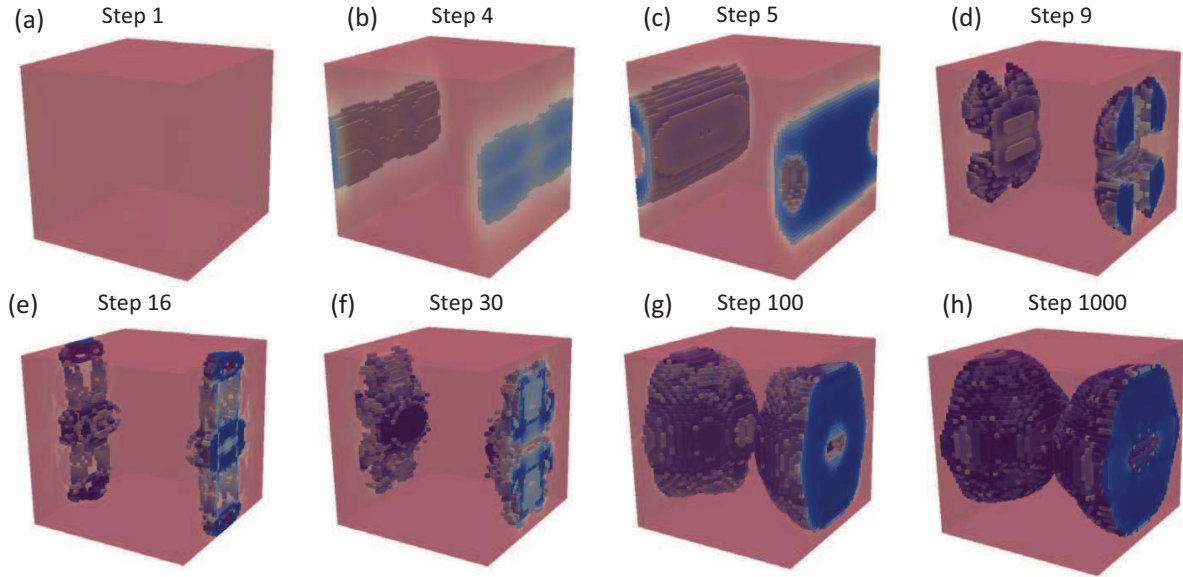 (a) Step 1
(b) Step 4
(c) Step 5
(d) Step 9
(e) Step 16
(f) Step 30
(g) Step 100
(h) Step 1000